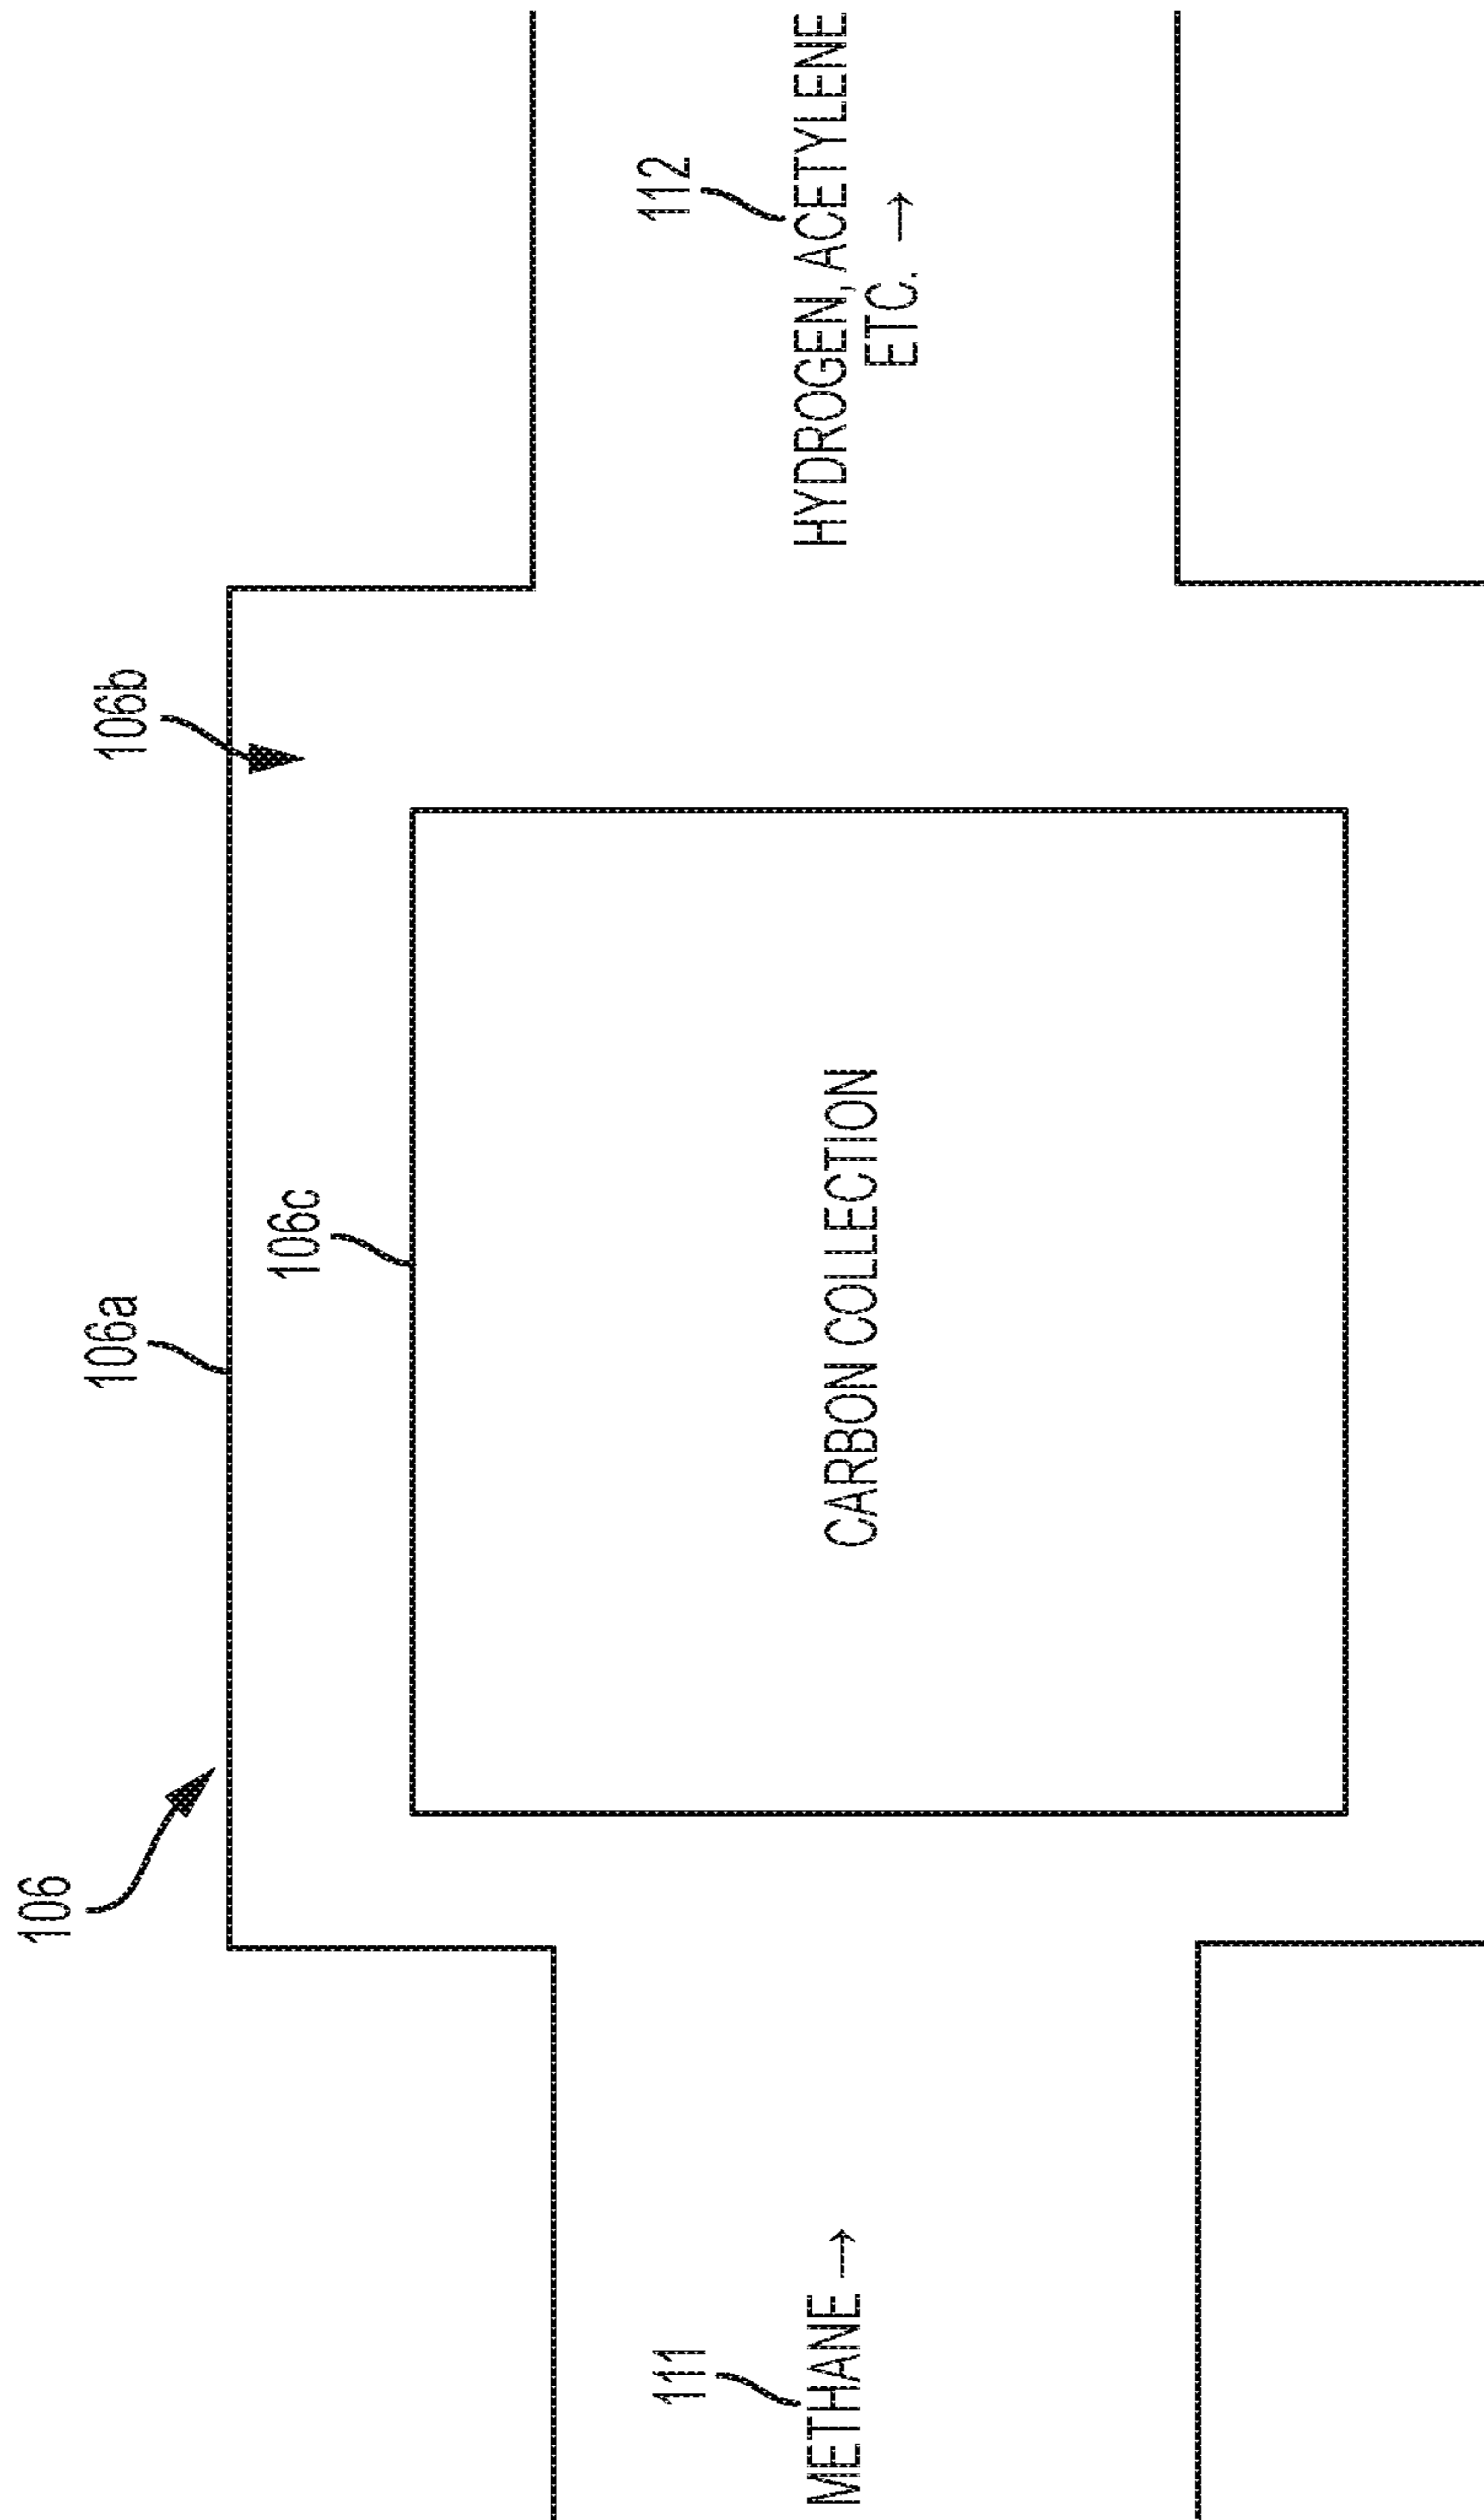 106
106a
106b
106c
111
METHANE →
CARBON COLLECTION
112
HYDROGEN, ACETYLENE
ETC. →